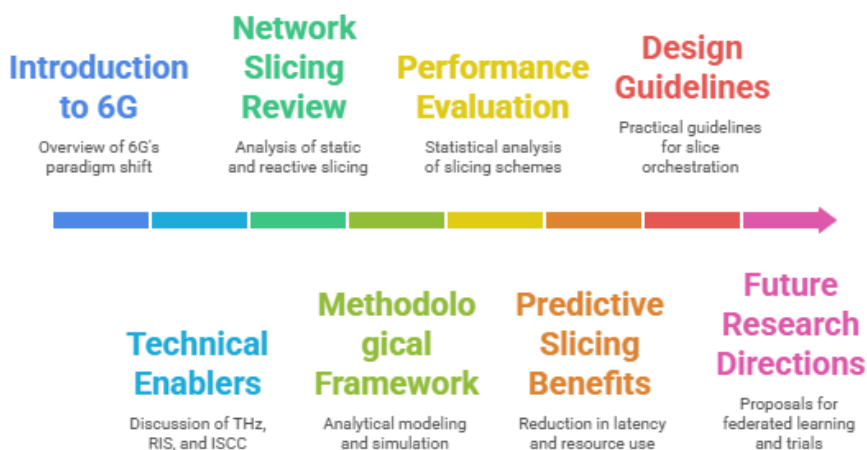 Introduction
to 6G
Overview of 6G's
paradigm shift
Network
Slicing
Review
Analysis of static
and reactive slicing
Performance
Evaluation
Statistical analysis
of slicing schemes
Design
Guidelines
Practical guidelines
for slice
orchestration
Technical
Enablers
Discussion of THz,
RIS, and ISCC
Methodolo
gical
Framework
Analytical modeling
and simulation
Predictive
Slicing
Benefits
Reduction in latency
and resource use
Future
Research
Directions
Proposals for
federated learning
and trials